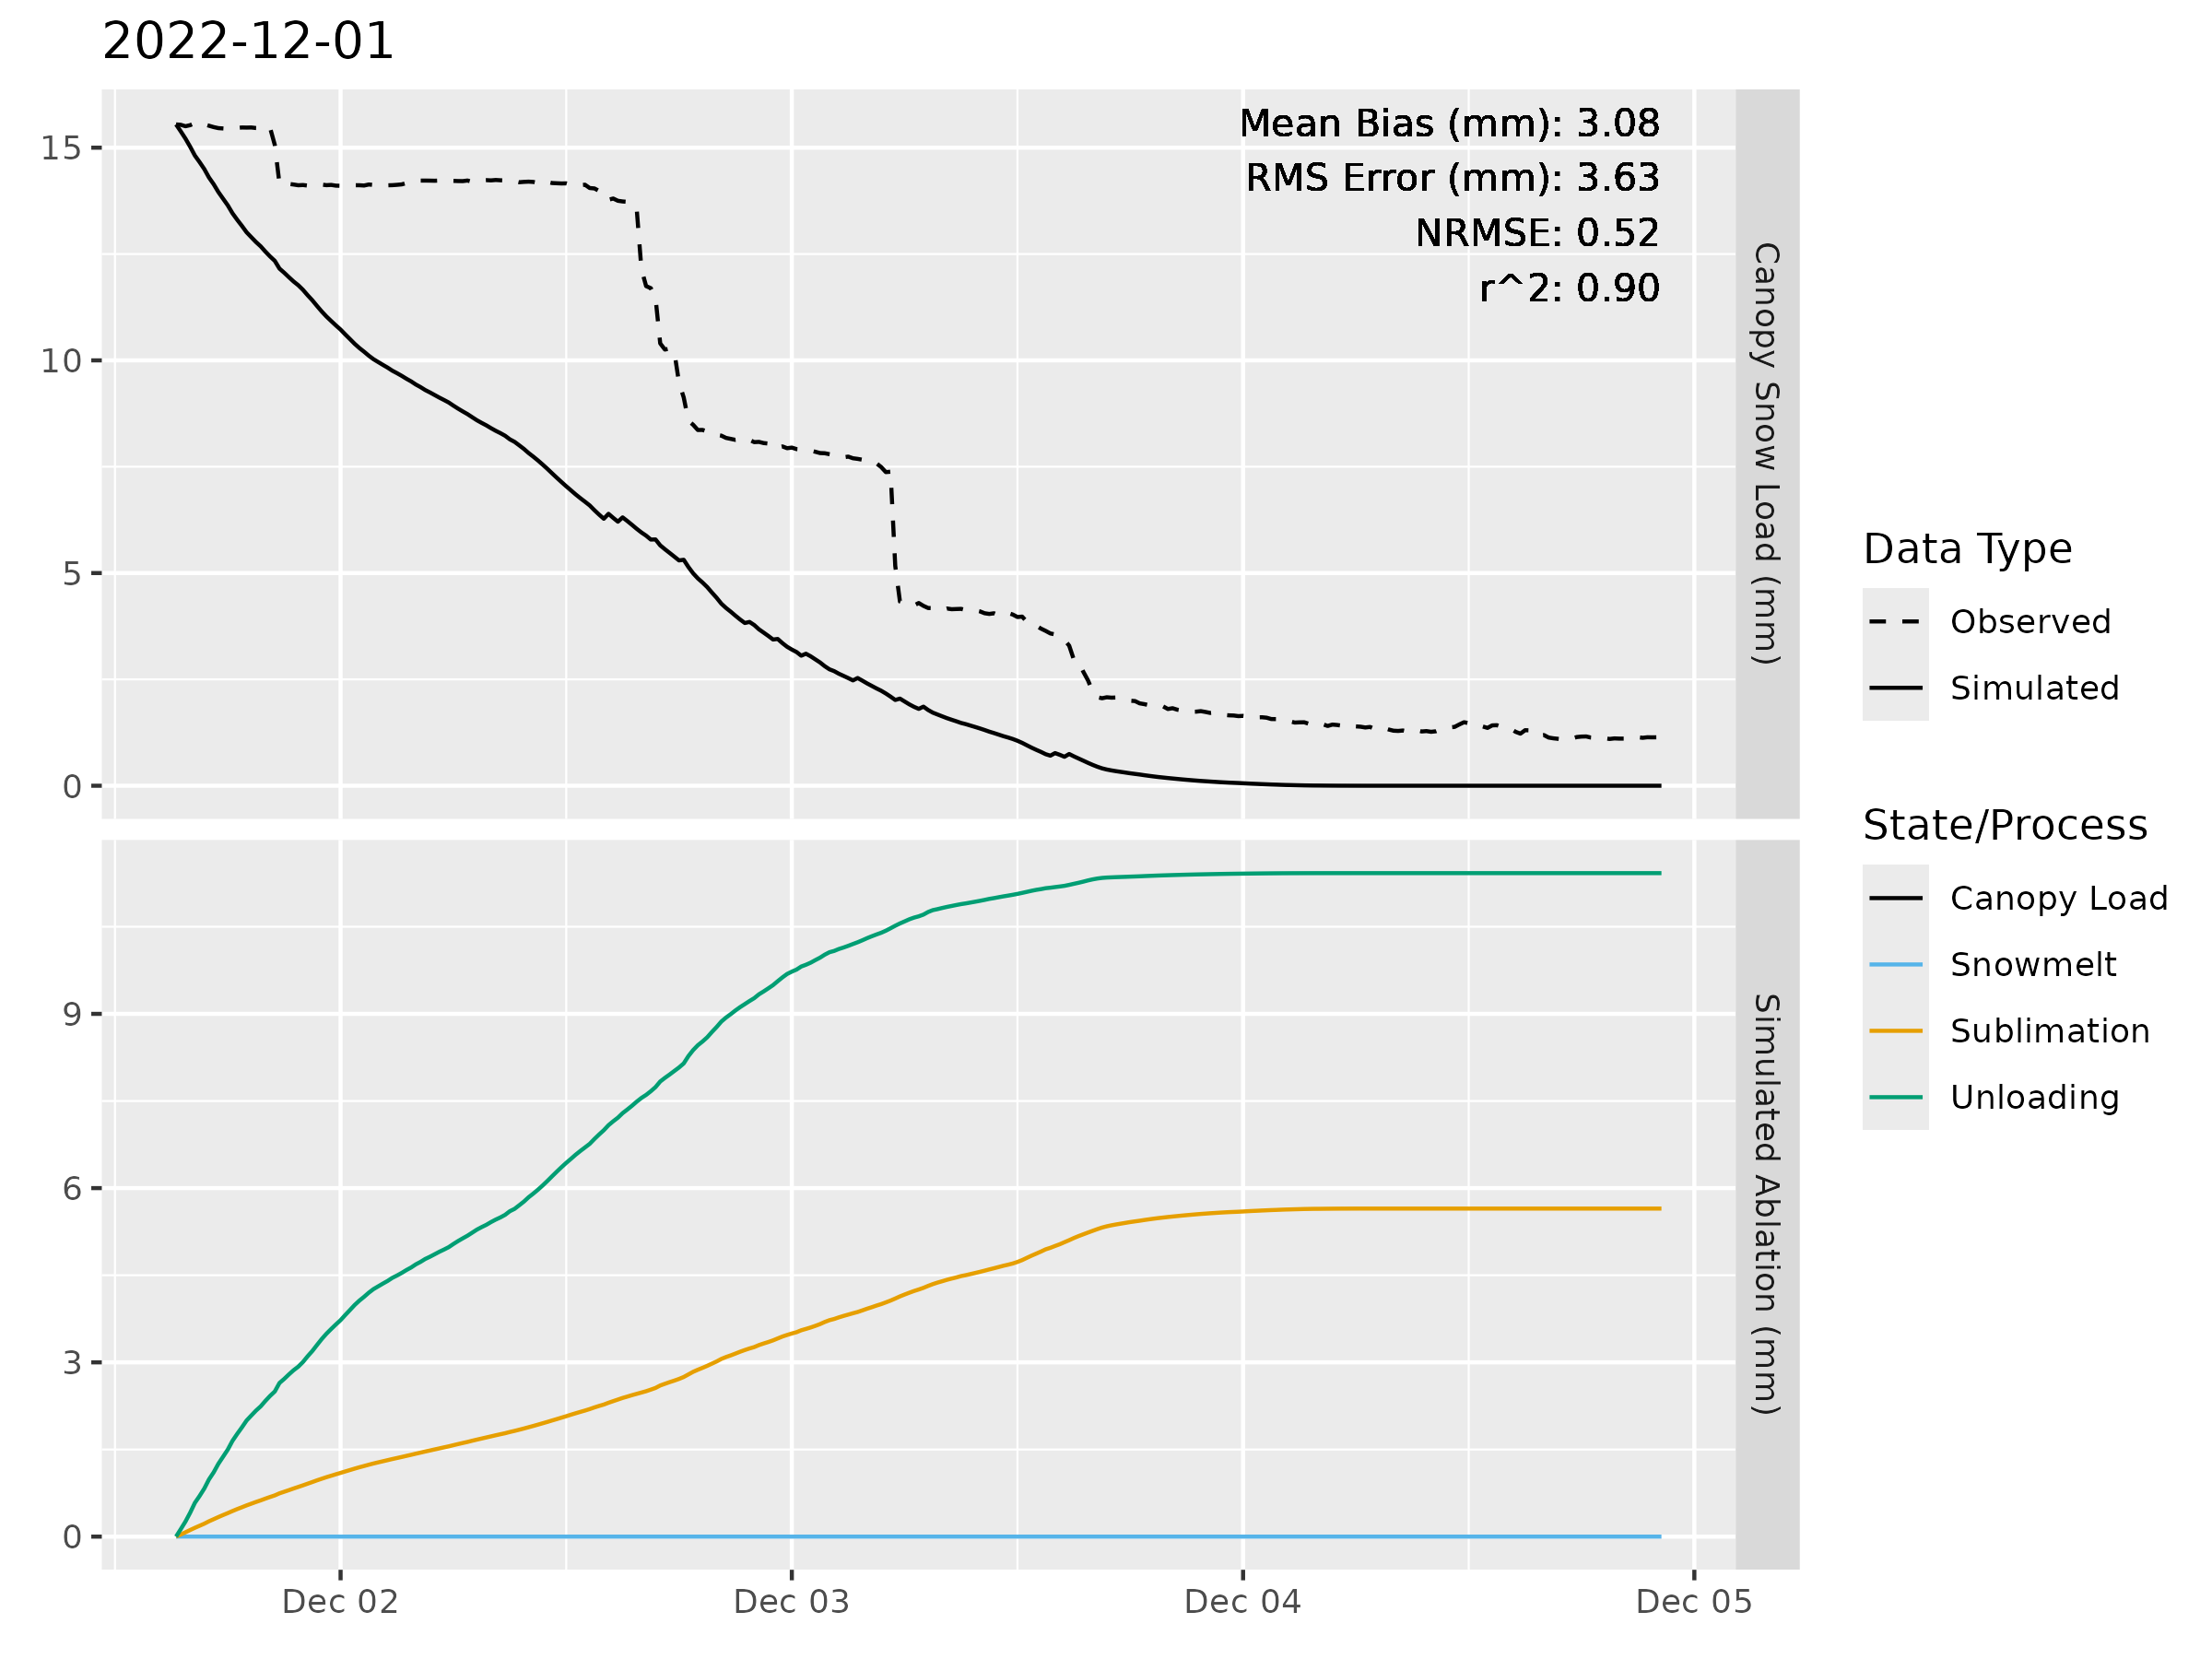 2022-12-01
Mean Bias (mm): 3.08
RMS Error (mm): 3.63
NRMSE: 0.52
r^2: 0.90
15
10
5
0
Canopy Snow Load (mm)
9
6
3
0
Simulated Ablation (mm)
Dec 02
Dec 03
Dec 04
Dec 05
Data Type
Observed
Simulated
State/Process
Canopy Load
Snowmelt
Sublimation
Unloading